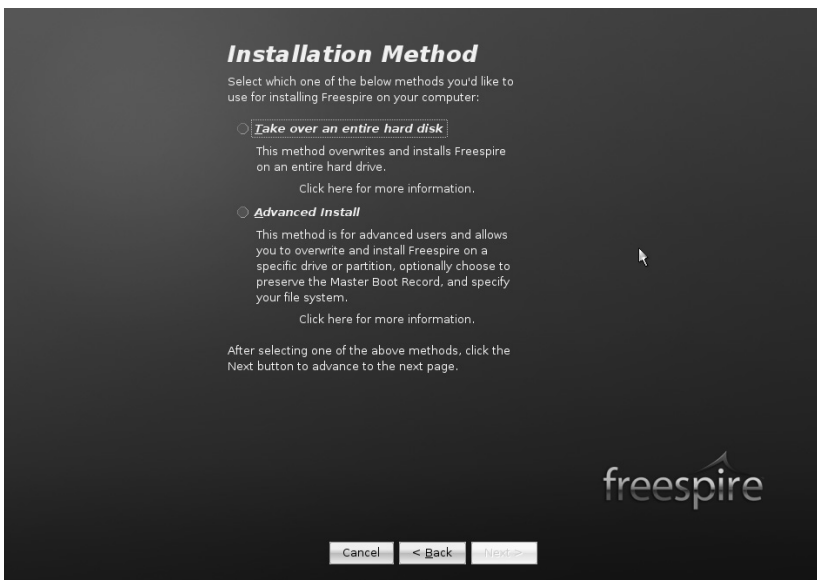 Installation Method
Select which one of the below methods you'd like to
use for installing Freespire on your computer:
Take over an entire hard disk
This method overwrites and installs Freespire
on an entire hard drive.
Click here for more information.
Advanced Install
This method is for advanced users and allows
you to overwrite and install Freespire on a
specific drive or partition, optionally choose to
preserve the Master Boot Record, and specify
your file system.
Click here for more information.
After selecting one of the above methods, click the
Next button to advance to the next page.
freespire
Cancel < Back Next >